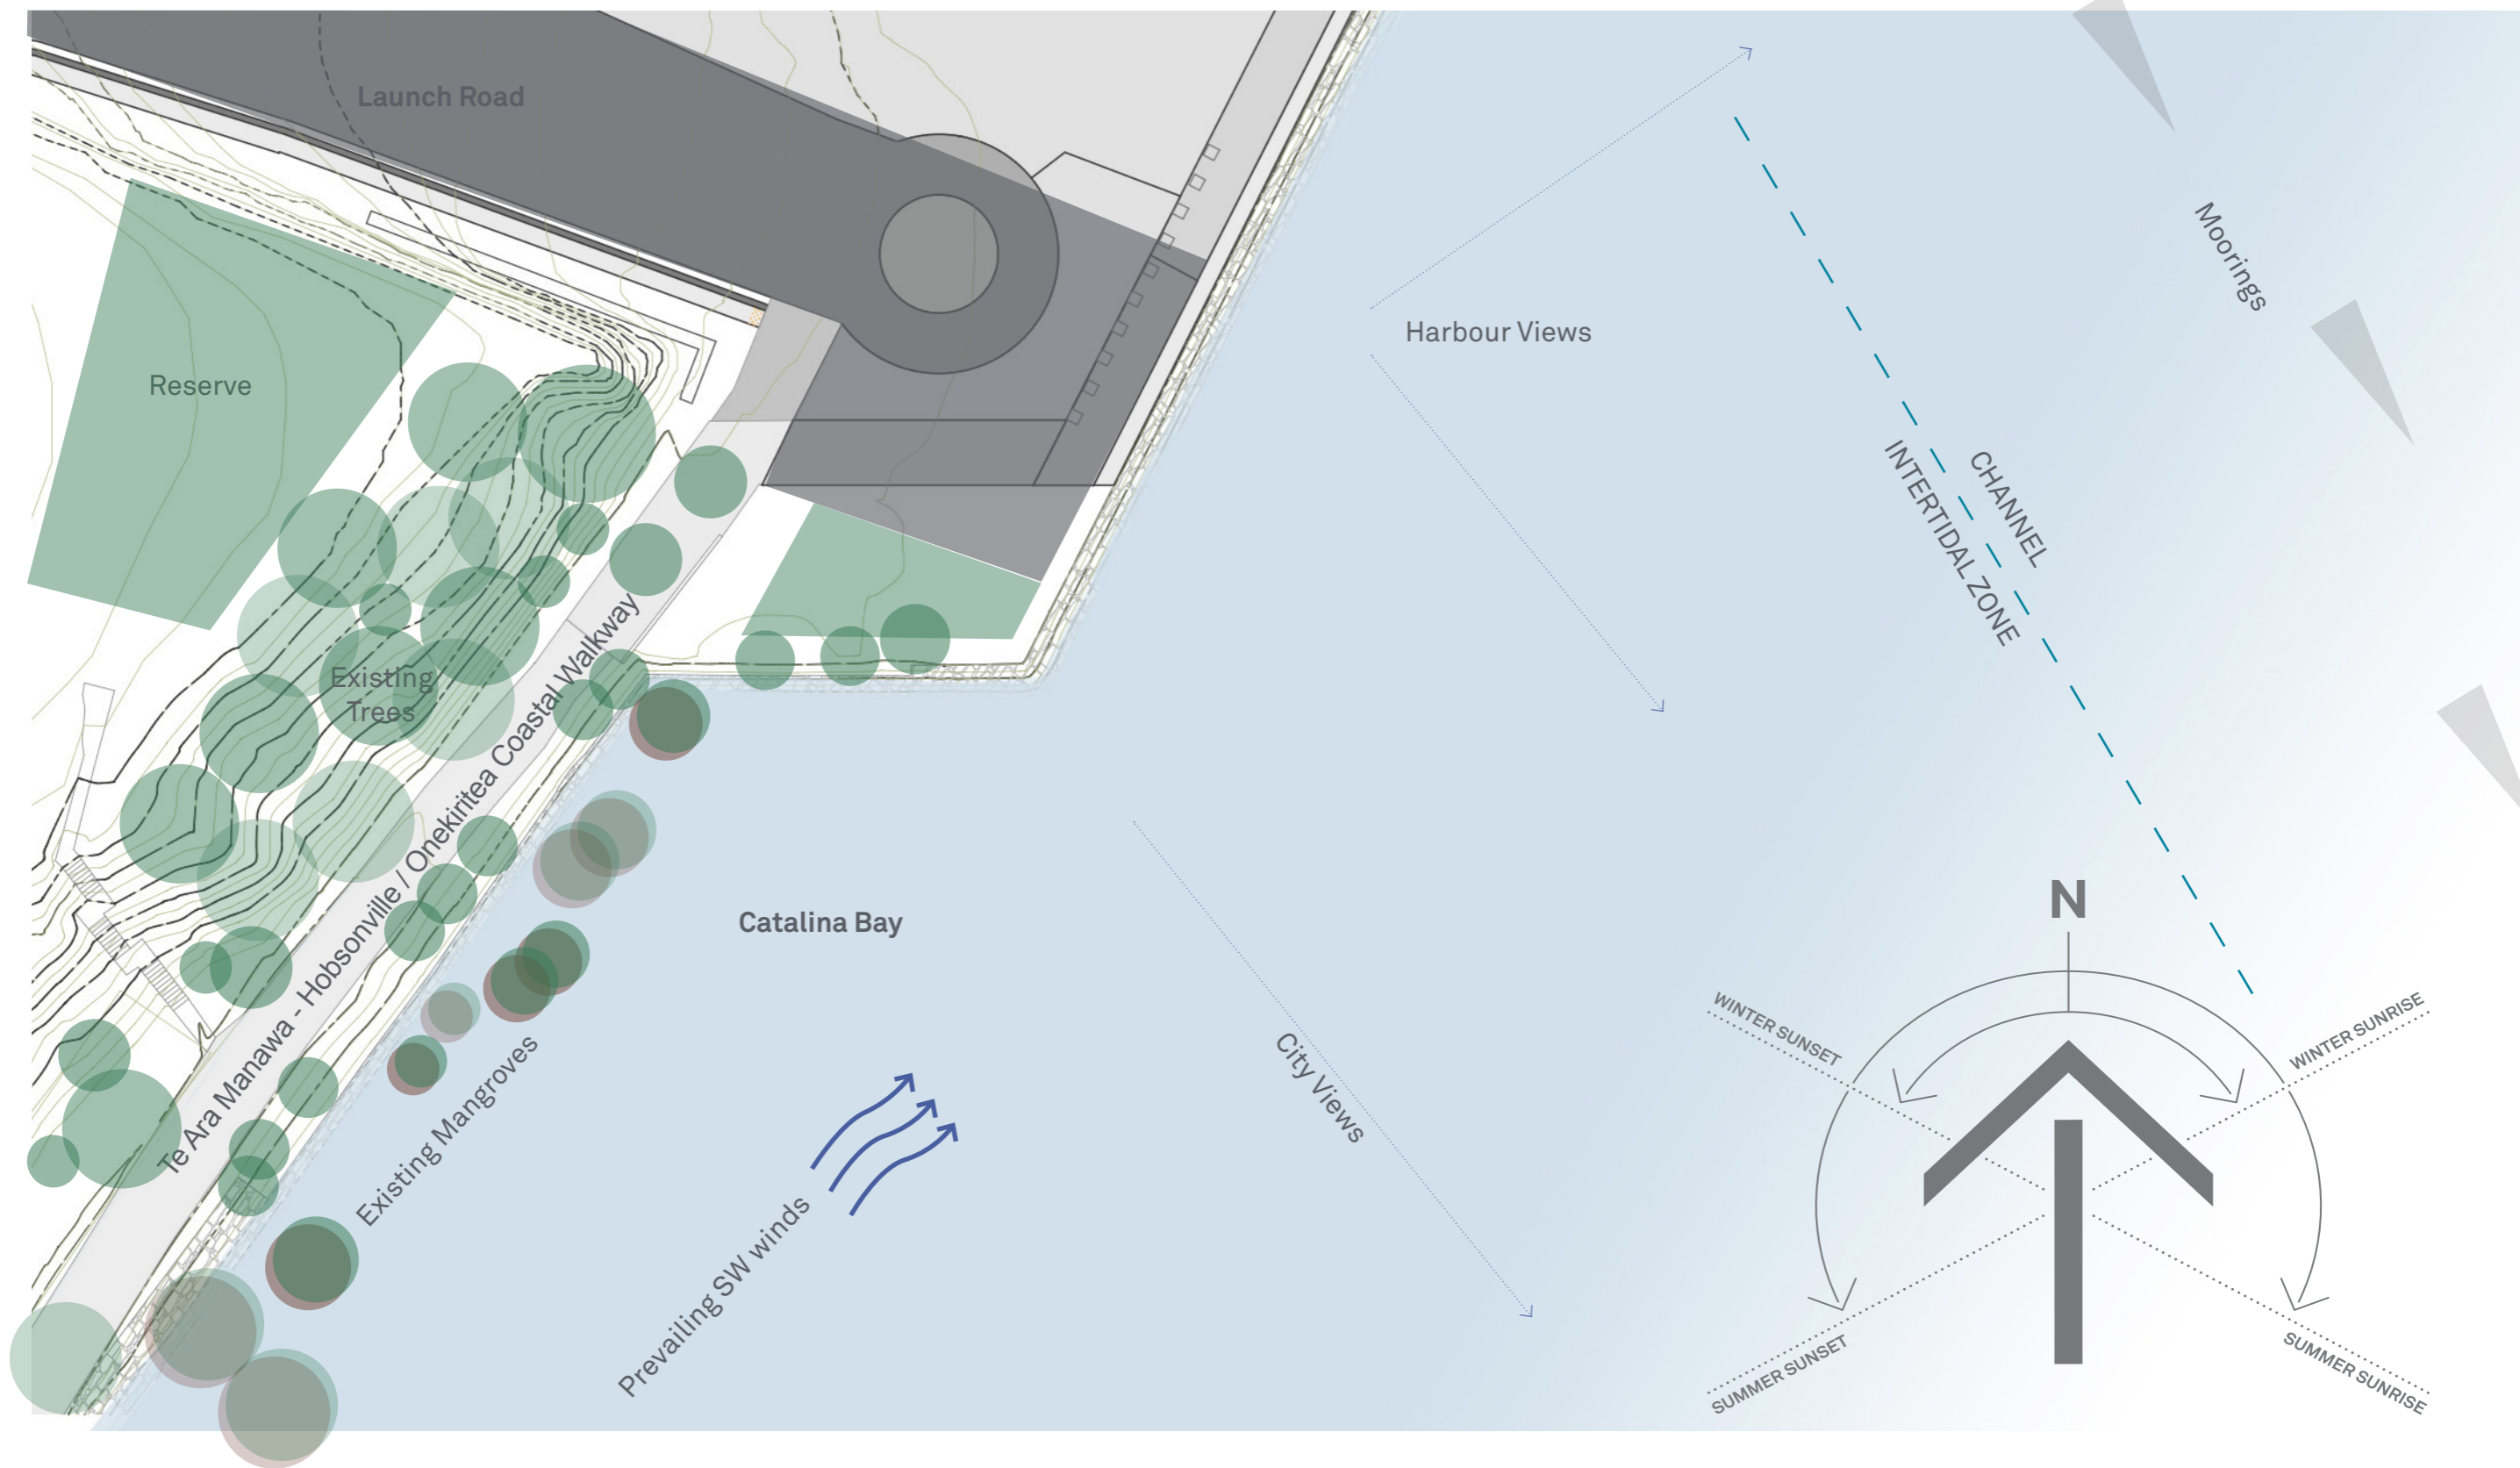 Launch Road
Moorings
Harbour Views
Reserve
CHANNEL
INTERTIDAL ZONE
Existing
Trees
Te Ara Manawa - Hobsonville / Onekiritea Coastal Walkway
Catalina Bay
N
WINTER SUNSET
WINTER SUNRISE
City Views
Existing Mangroves
Prevailing SW winds
SUMMER SUNSET
SUMMER SUNRISE